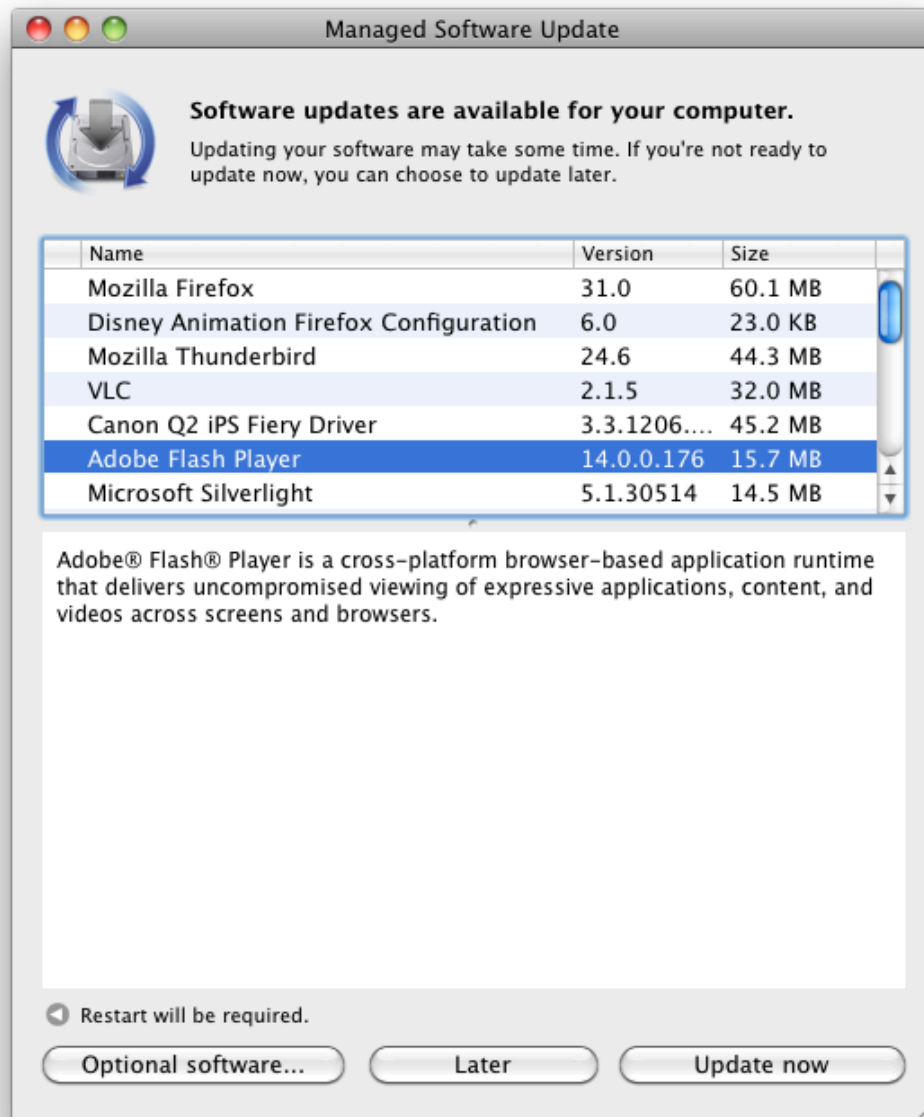 Managed Software Update
Software updates are available for your computer.
Updating your software may take some time. If you're not ready to
update now, you can choose to update later.
Name Version Size
Mozilla Firefox 31.0 60.1 MB
Disney Animation Firefox Configuration 6.0 23.0 KB
Mozilla Thunderbird 24.6 44.3 MB
VLC 2.1.5 32.0 MB
Canon Q2 iPS Fiery Driver 3.3.1206.... 45.2 MB
Adobe Flash Player 14.0.0.176 15.7 MB
Microsoft Silverlight 5.1.30514 14.5 MB
Adobe® Flash® Player is a cross-platform browser-based application runtime
that delivers uncompromised viewing of expressive applications, content, and
videos across screens and browsers.
Restart will be required.
Optional software... Later Update now